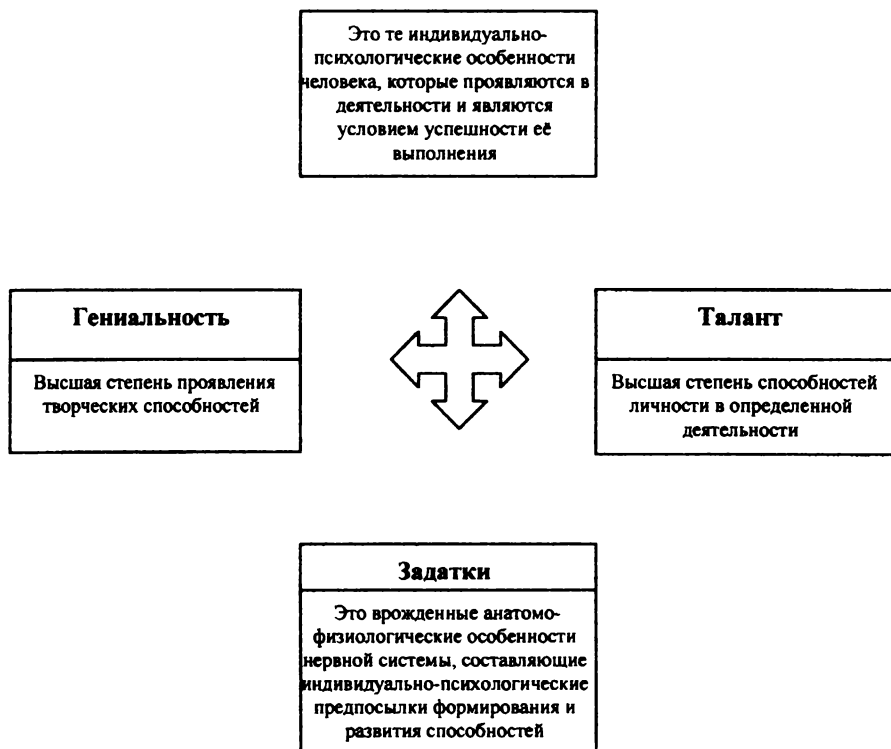 Это те индивидуально-
психологические особенности
человека, которые проявляются в
деятельности и являются
условием успешности её
выполнения
Гениальность
Высшая степень проявления
творческих способностей
Талант
Высшая степень способностей
личности в определенной
деятельности
Задатки
Это врожденные анатомо-
физиологические особенности
нервной системы, составляющие
индивидуально-психологические
предпосылки формирования и
развития способностей